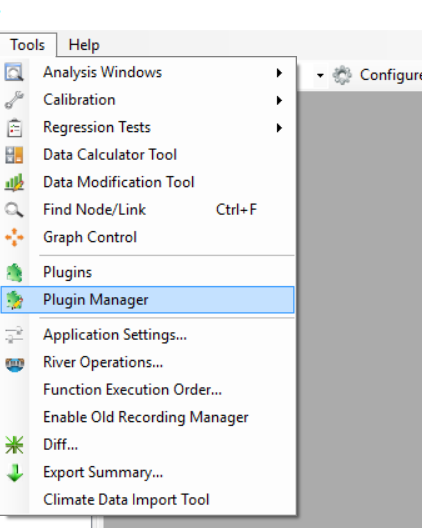 Tools Help
Analysis Windows
Configure
Calibration
Regression Tests
Data Calculator Tool
Data Modification Tool
Find Node/Link Ctrl+F
Graph Control
Plugins
Plugin Manager
Application Settings...
River Operations...
Function Execution Order...
Enable Old Recording Manager
Diff...
Export Summary...
Climate Data Import Tool